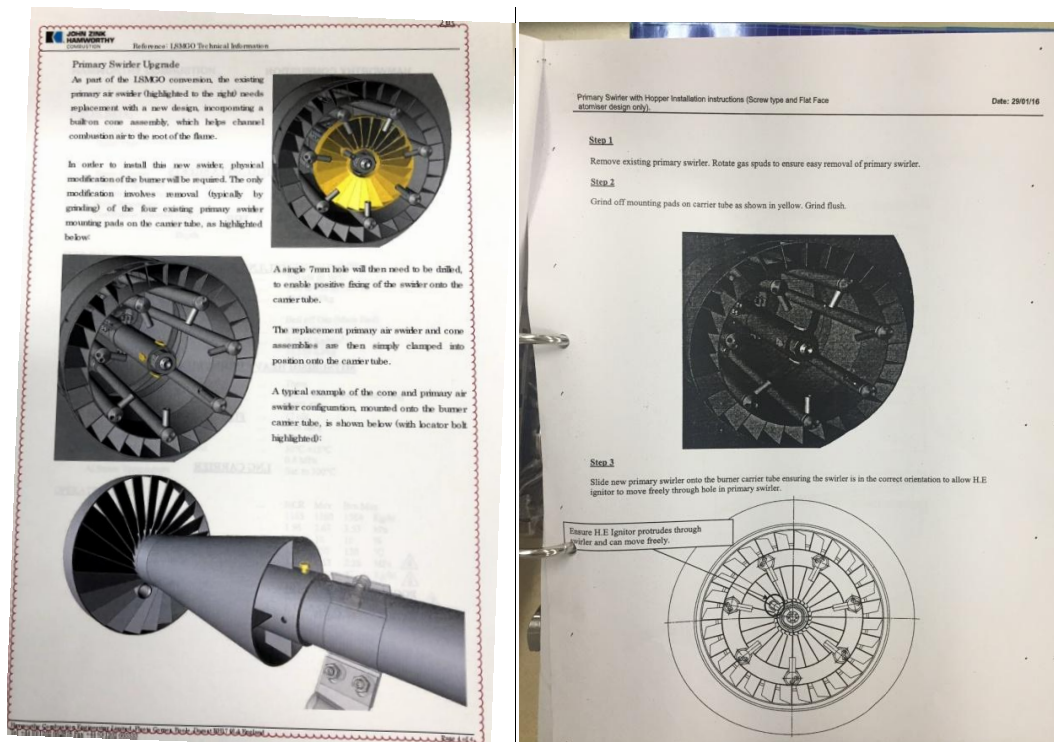 JOHN ZINK
HAMWORTHY
COMBUSTION
Reference: LSMGO Technical Information
Primary Swirler Upgrade
As part of the LSMGO conversion, the existing
primary air swirler (highlighted to the right) needs
replacement with a new design, incorporating a
built-on cone assembly, which helps channel
combustion air to the root of the flame.
In order to install this new swirler, physical
modification of the burner will be required. The only
modification involves removal (typically by
grinding) of the four existing primary swirler
mounting pads on the carrier tube, as highlighted
below:
A single 7mm hole will then need to be drilled,
to enable positive fixing of the swirler onto the
carrier tube.
The replacement primary air swirler and cone
assemblies are then simply clamped into
position onto the carrier tube.
A typical example of the cone and primary air
swirler configuration, mounted onto the burner
carrier tube, is shown below (with locator bolt
highlighted):
Primary Swirler with Hopper Installation instructions (Screw type and Flat Face
atomiser design only).
Date: 29/01/16
Step 1
Remove existing primary swirler. Rotate gas spuds to ensure easy removal of primary swirler.
Step 2
Grind off mounting pads on carrier tube as shown in yellow. Grind flush.
Step 3
Slide new primary swirler onto the burner carrier tube ensuring the swirler is in the correct orientation to allow H.E
ignitor to move freely through hole in primary swirler.
Ensure H.E Ignitor protrudes through
swirler and can move freely.